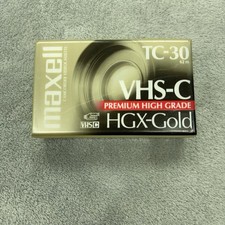 maxell
TC-30
VHS-C
PREMIUM HIGH GRADE
VHS C
HGX-Gold